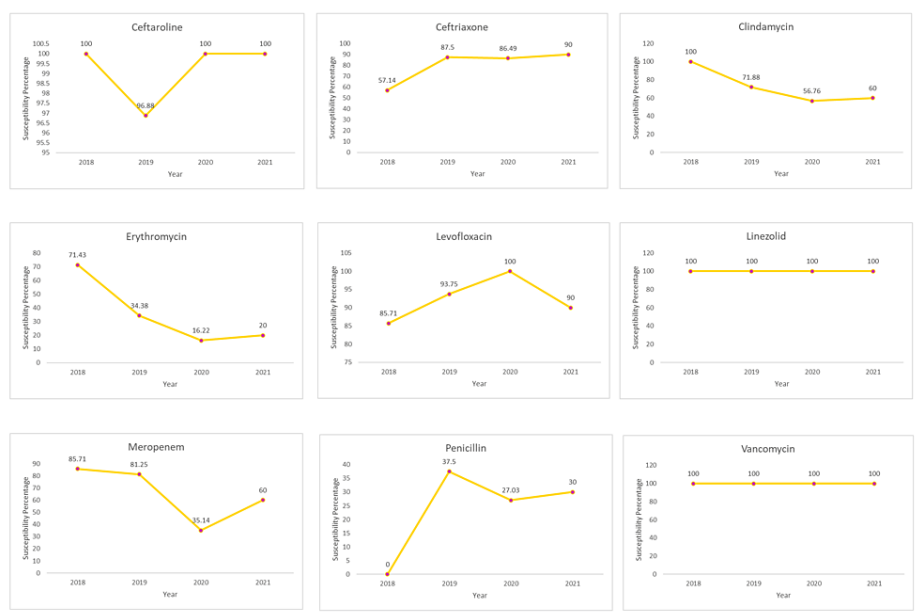 Ceftaroline
Susceptibility Percentage
100.5
100
99.5
99
98.5
98
97.5
97
96.5
96
95.5
95
100
96.88
100
100
2018 2019 2020 2021
Year
Ceftriaxone
Susceptibility Percentage
100
90
80
70
60
50
40
30
20
10
0
57.14
87.5
86.49
90
2018 2019 2020 2021
Year
Clindamycin
Susceptibility Percentage
120
100
80
60
40
20
0
100
71.88
56.76
60
2018 2019 2020 2021
Year
Erythromycin
Susceptibility Percentage
80
70
60
50
40
30
20
10
0
71.43
34.38
16.22
20
2018 2019 2020 2021
Year
Levofloxacin
Susceptibility Percentage
105
100
95
90
85
80
75
85.71
93.75
100
90
2018 2019 2020 2021
Year
Linezolid
Susceptibility Percentage
120
100
80
60
40
20
0
100 100 100 100
2018 2019 2020 2021
Year
Meropenem
Susceptibility Percentage
90
80
70
60
50
40
30
20
10
0
85.71
81.25
35.14
60
2018 2019 2020 2021
Year
Penicillin
Susceptibility Percentage
40
35
30
25
20
15
10
5
0
0
37.5
27.03
30
2018 2019 2020 2021
Year
Vancomycin
Susceptibility Percentage
120
100
80
60
40
20
0
100 100 100 100
2018 2019 2020 2021
Year